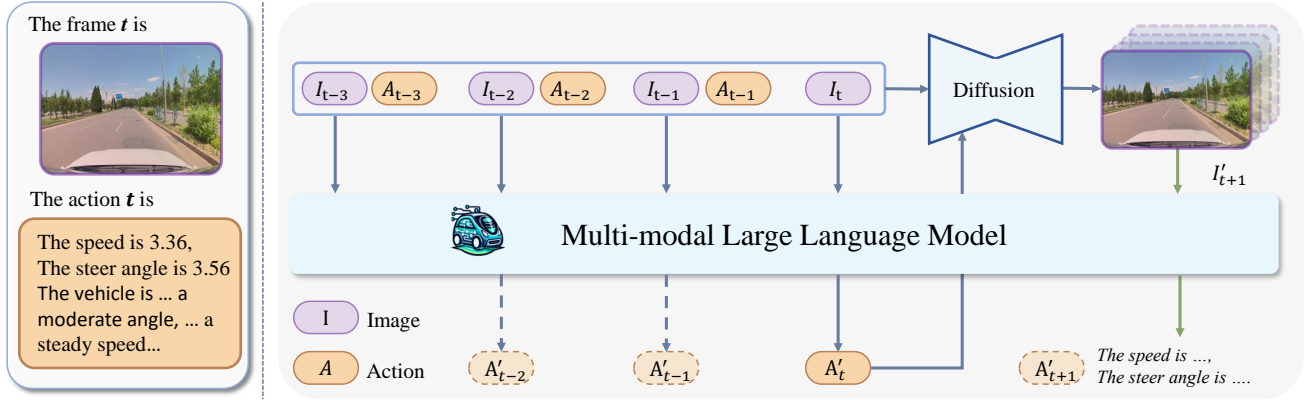 The frame t is
The action t is
The speed is 3.36,
The steer angle is 3.56
The vehicle is ... a
moderate angle, ... a
steady speed...
I_{t−3} A_{t−3} I_{t−2} A_{t−2} I_{t−1} A_{t−1} I_t
Diffusion
I′_{t+1}
Multi-modal Large Language Model
I Image
A Action
A′_{t−2} A′_{t−1} A′_t A′_{t+1}
The speed is ...,
The steer angle is ....